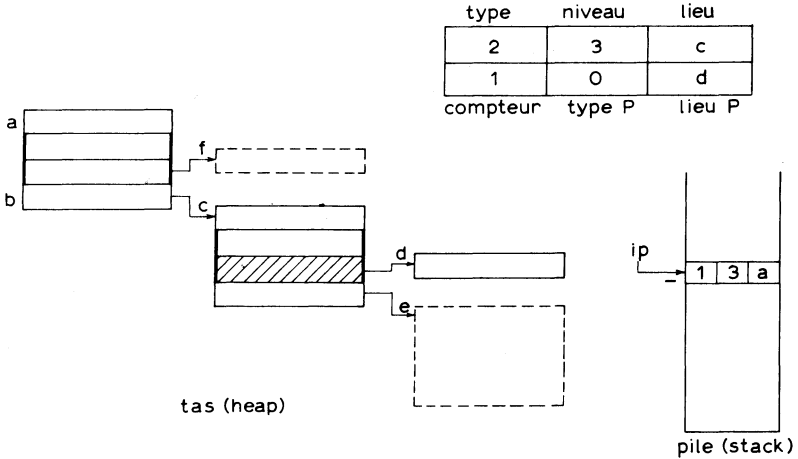 type niveau lieu
2 3 c
1 0 d
compteur type P lieu P
a
f
b
c
d
ip
1 3 a
e
tas (heap)
pile (stack)